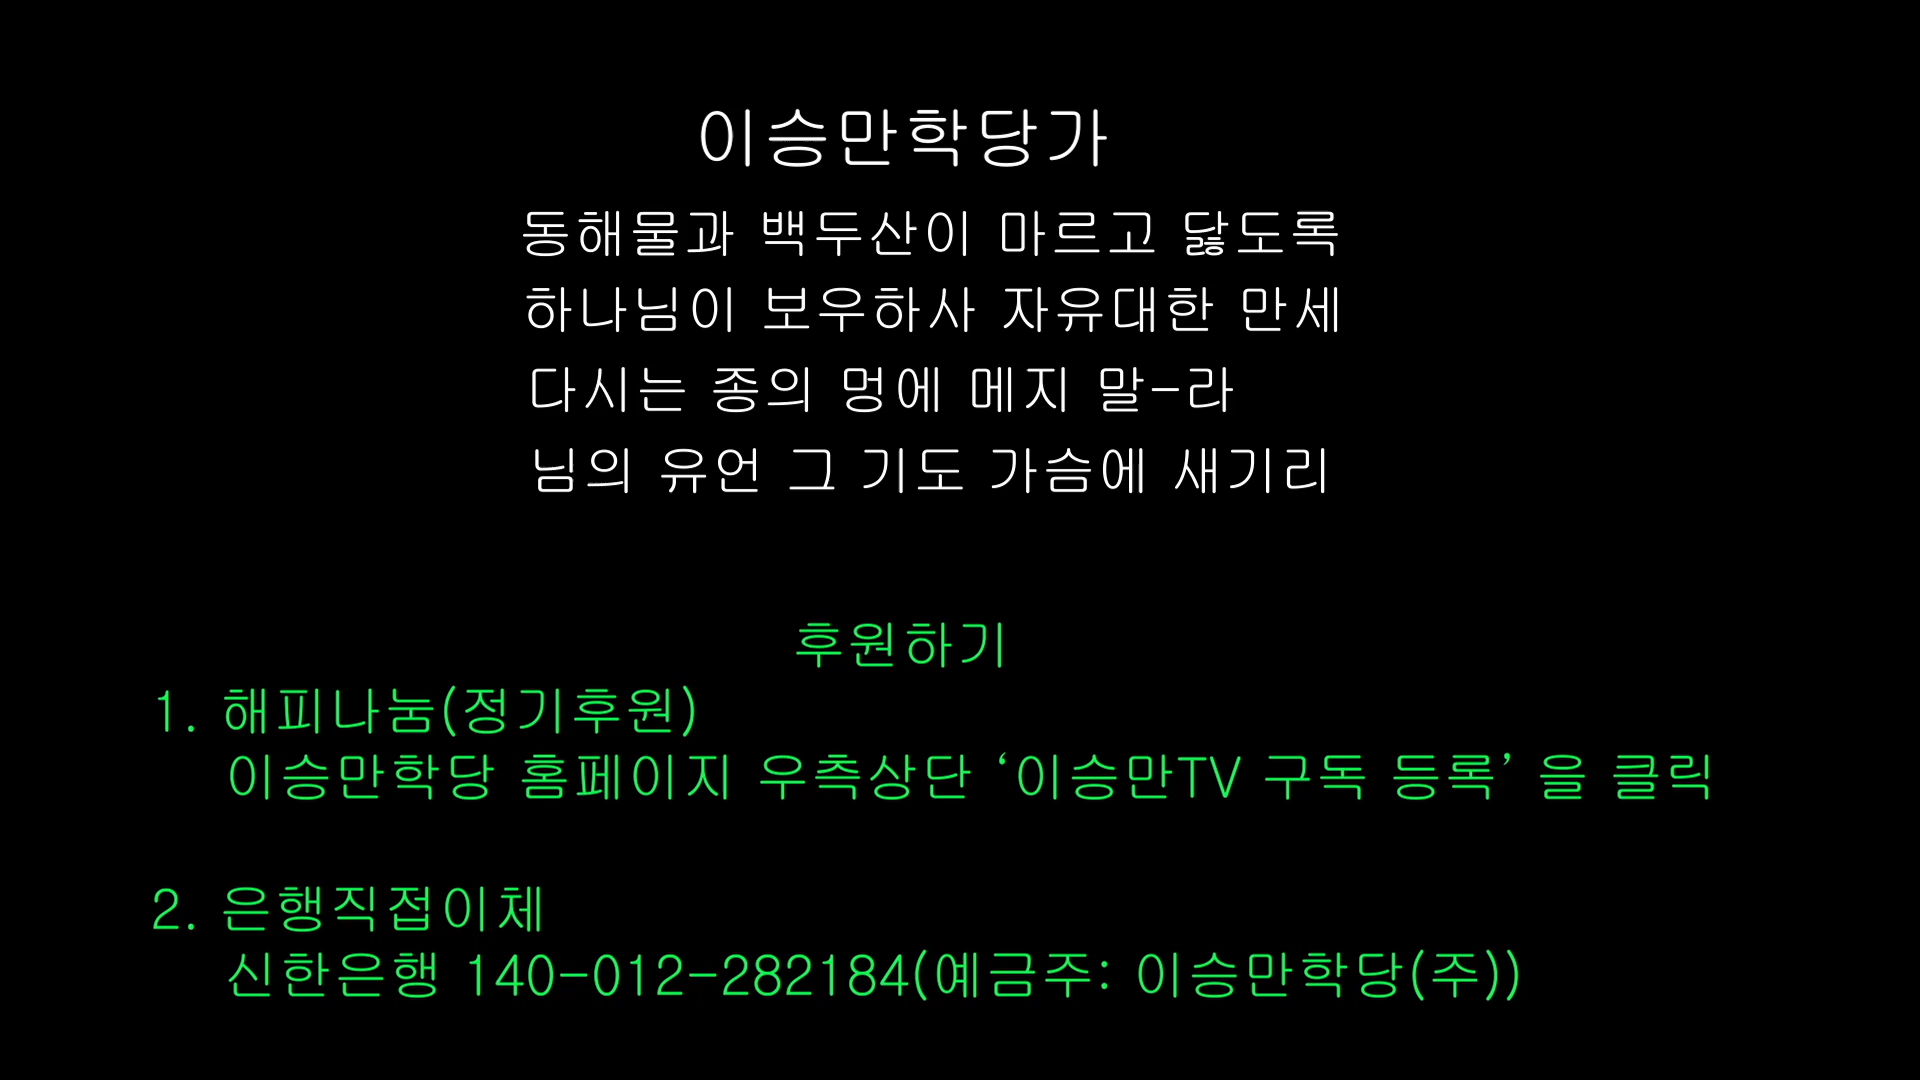 이승만학당가
동해물과 백두산이 마르고 닳도록
하나님이 보우하사 자유대한 만세
다시는 종의 멍에 메지 말-라
님의 유언 그 기도 가슴에 새기리
후원하기
1. 해피나눔(정기후원)
이승만학당 홈페이지 우측상단 ‘이승만TV 구독 등록’ 을 클릭
2. 은행직접이체
신한은행 140-012-282184(예금주: 이승만학당(주))